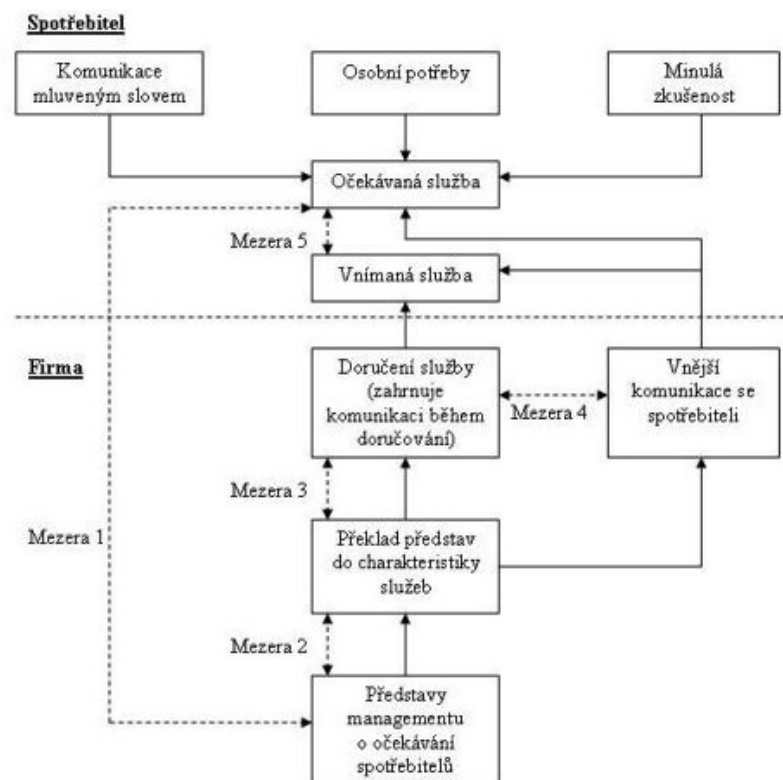 Spotřebitel
Komunikace
mluveným slovem
Osobní potřeby
Minulá
zkušenost
Očekávaná služba
Mezera 5
Vnímaná služba
Firma
Doručení služby
(zahrnuje
komunikaci během
doručování)
Mezera 4
Vnější
komunikace se
spotřebiteli
Mezera 3
Mezera 1
Překlad představ
do charakteristiky
služeb
Mezera 2
Představy
managementu
o očekávání
spotřebitelů